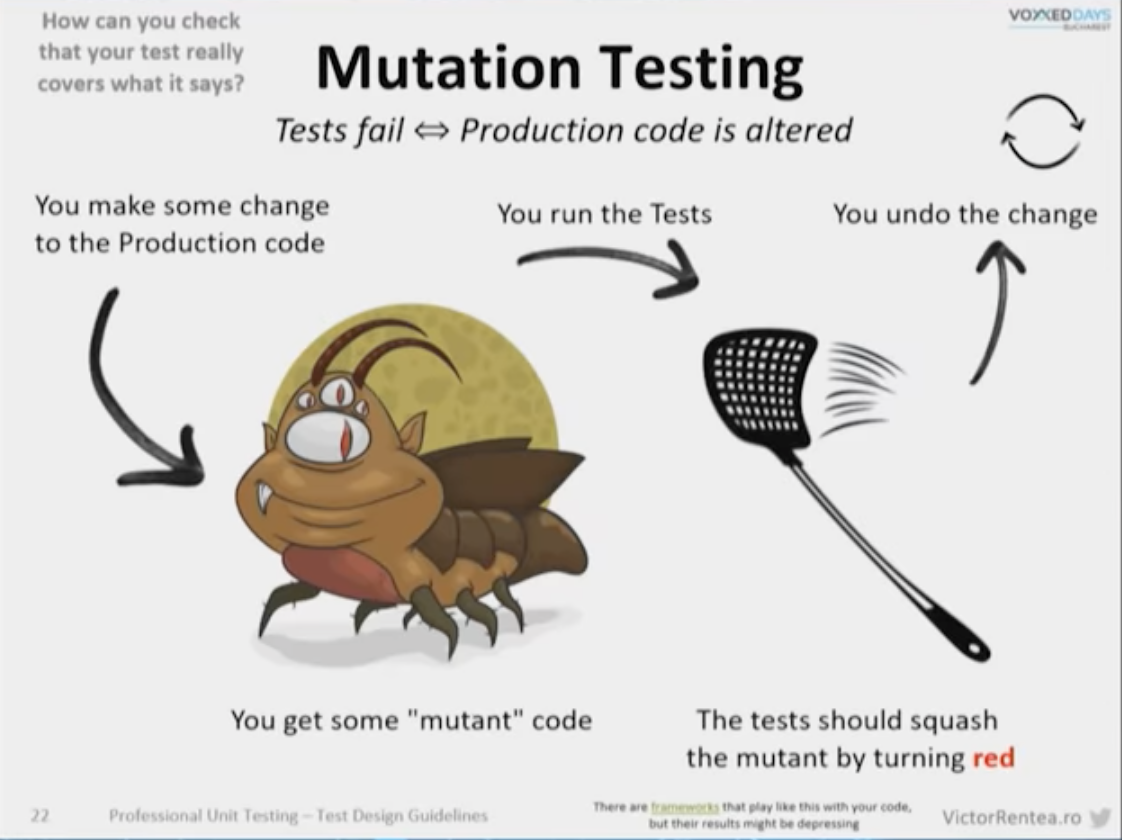 How can you check
that your test really
covers what it says?
VOXXEDDAYS
BUCHAREST
Mutation Testing
Tests fail ⇔ Production code is altered
You make some change
to the Production code
You run the Tests
You undo the change
You get some "mutant" code
The tests should squash
the mutant by turning red
22
Professional Unit Testing – Test Design Guidelines
There are frameworks that play like this with your code,
but their results might be depressing
VictorRentea.ro